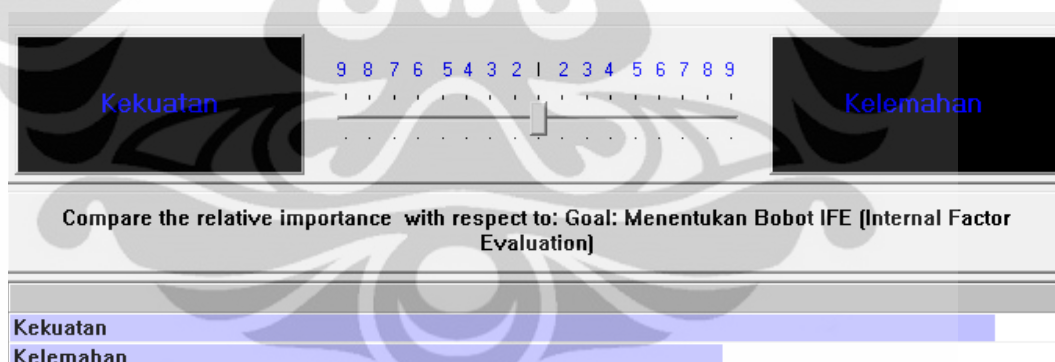 Kekuatan
9 8 7 6 5 4 3 2 1 2 3 4 5 6 7 8 9
Kelemahan
Compare the relative importance with respect to: Goal: Menentukan Bobot IFE (Internal Factor
Evaluation)
Kekuatan
Kelemahan